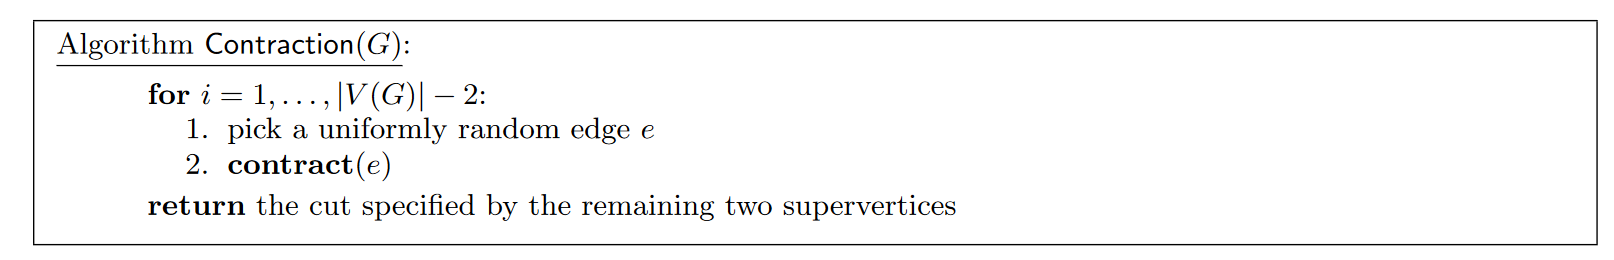 Algorithm Contraction(G):
for i = 1, . . . , |V(G)| − 2:
1. pick a uniformly random edge e
2. contract(e)
return the cut specified by the remaining two supervertices